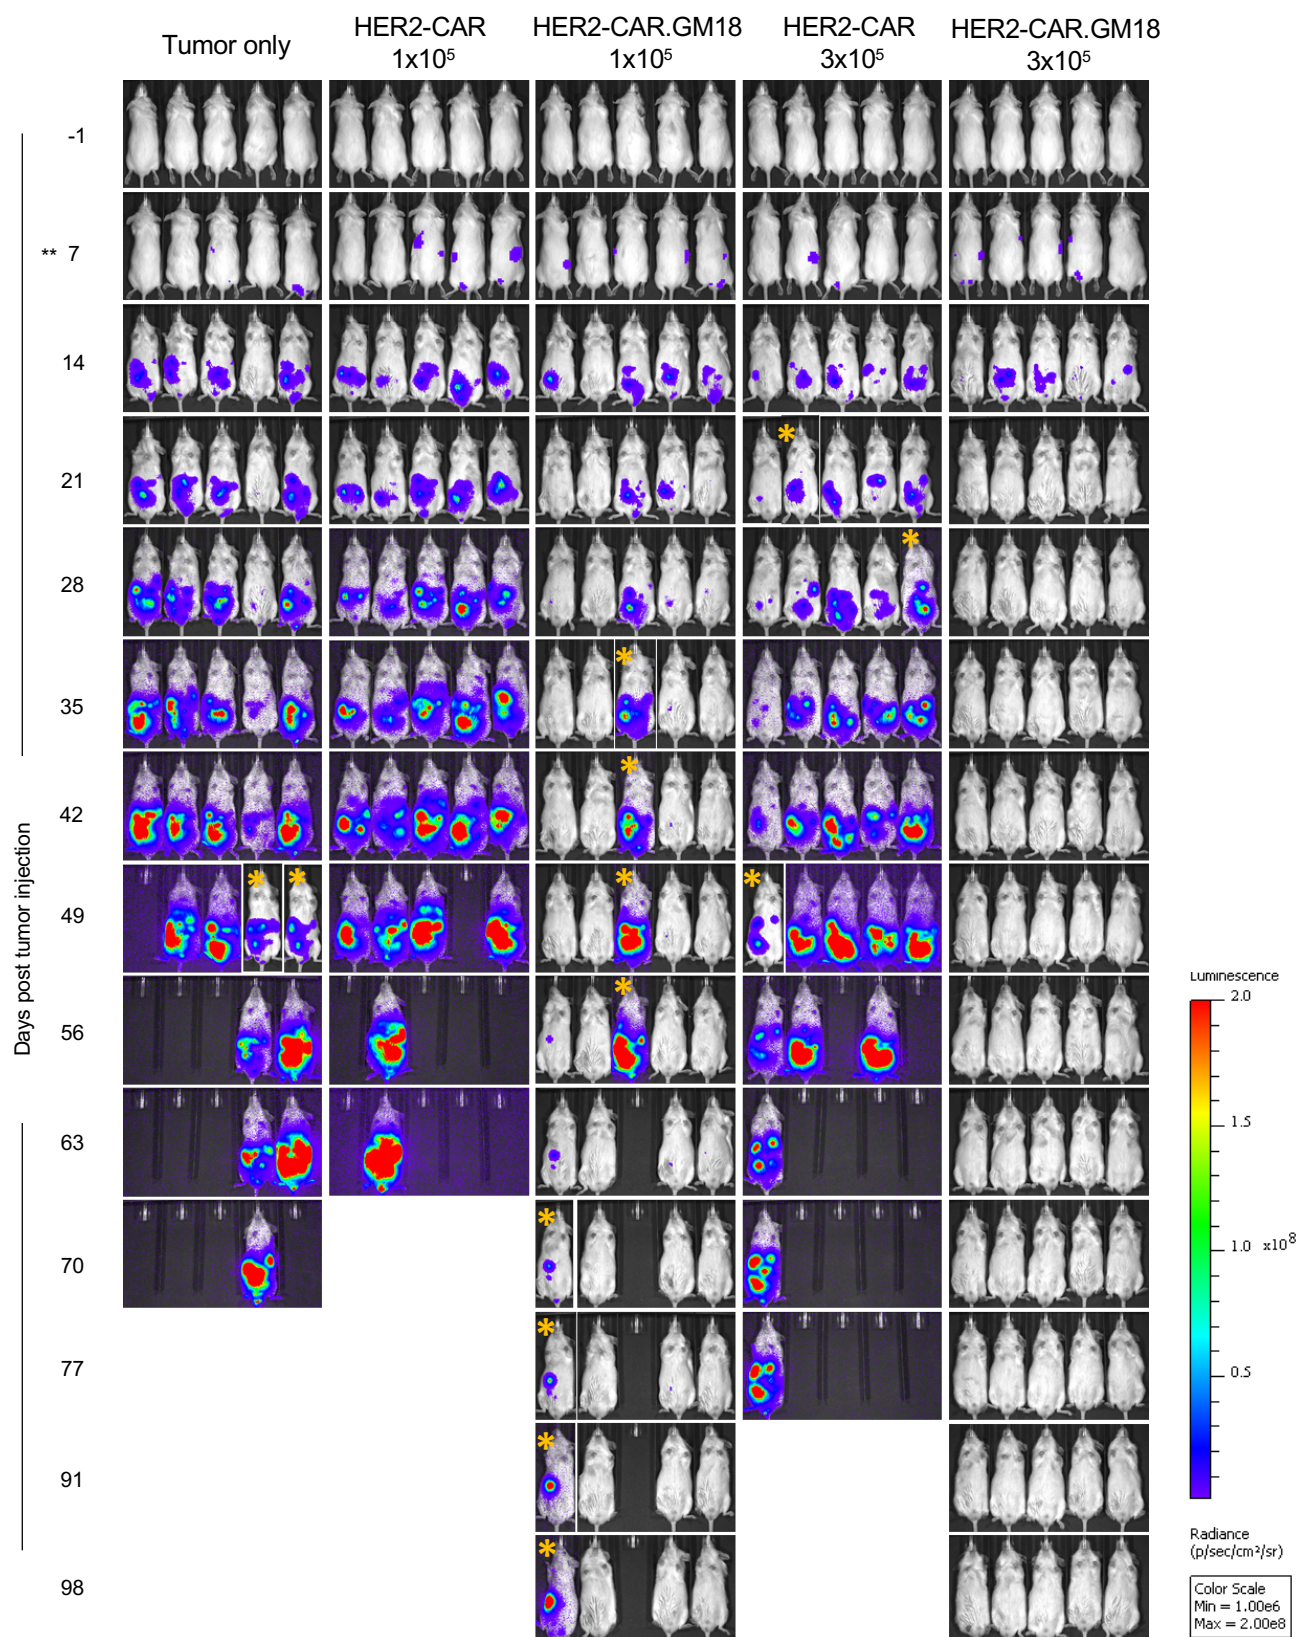 Tumor only
HER2-CAR
1x10⁵
HER2-CAR.GM18
1x10⁵
HER2-CAR
3x10⁵
HER2-CAR.GM18
3x10⁵
Days post tumor injection
-1
** 7
14
21
*
28
*
35
*
42
*
49
* * * *
56
*
63
70
*
77
*
91
*
98
*
Luminescence
2.0
1.5
1.0 x10⁸
0.5
Radiance
(p/sec/cm²/sr)
Color Scale
Min = 1.00e6
Max = 2.00e8